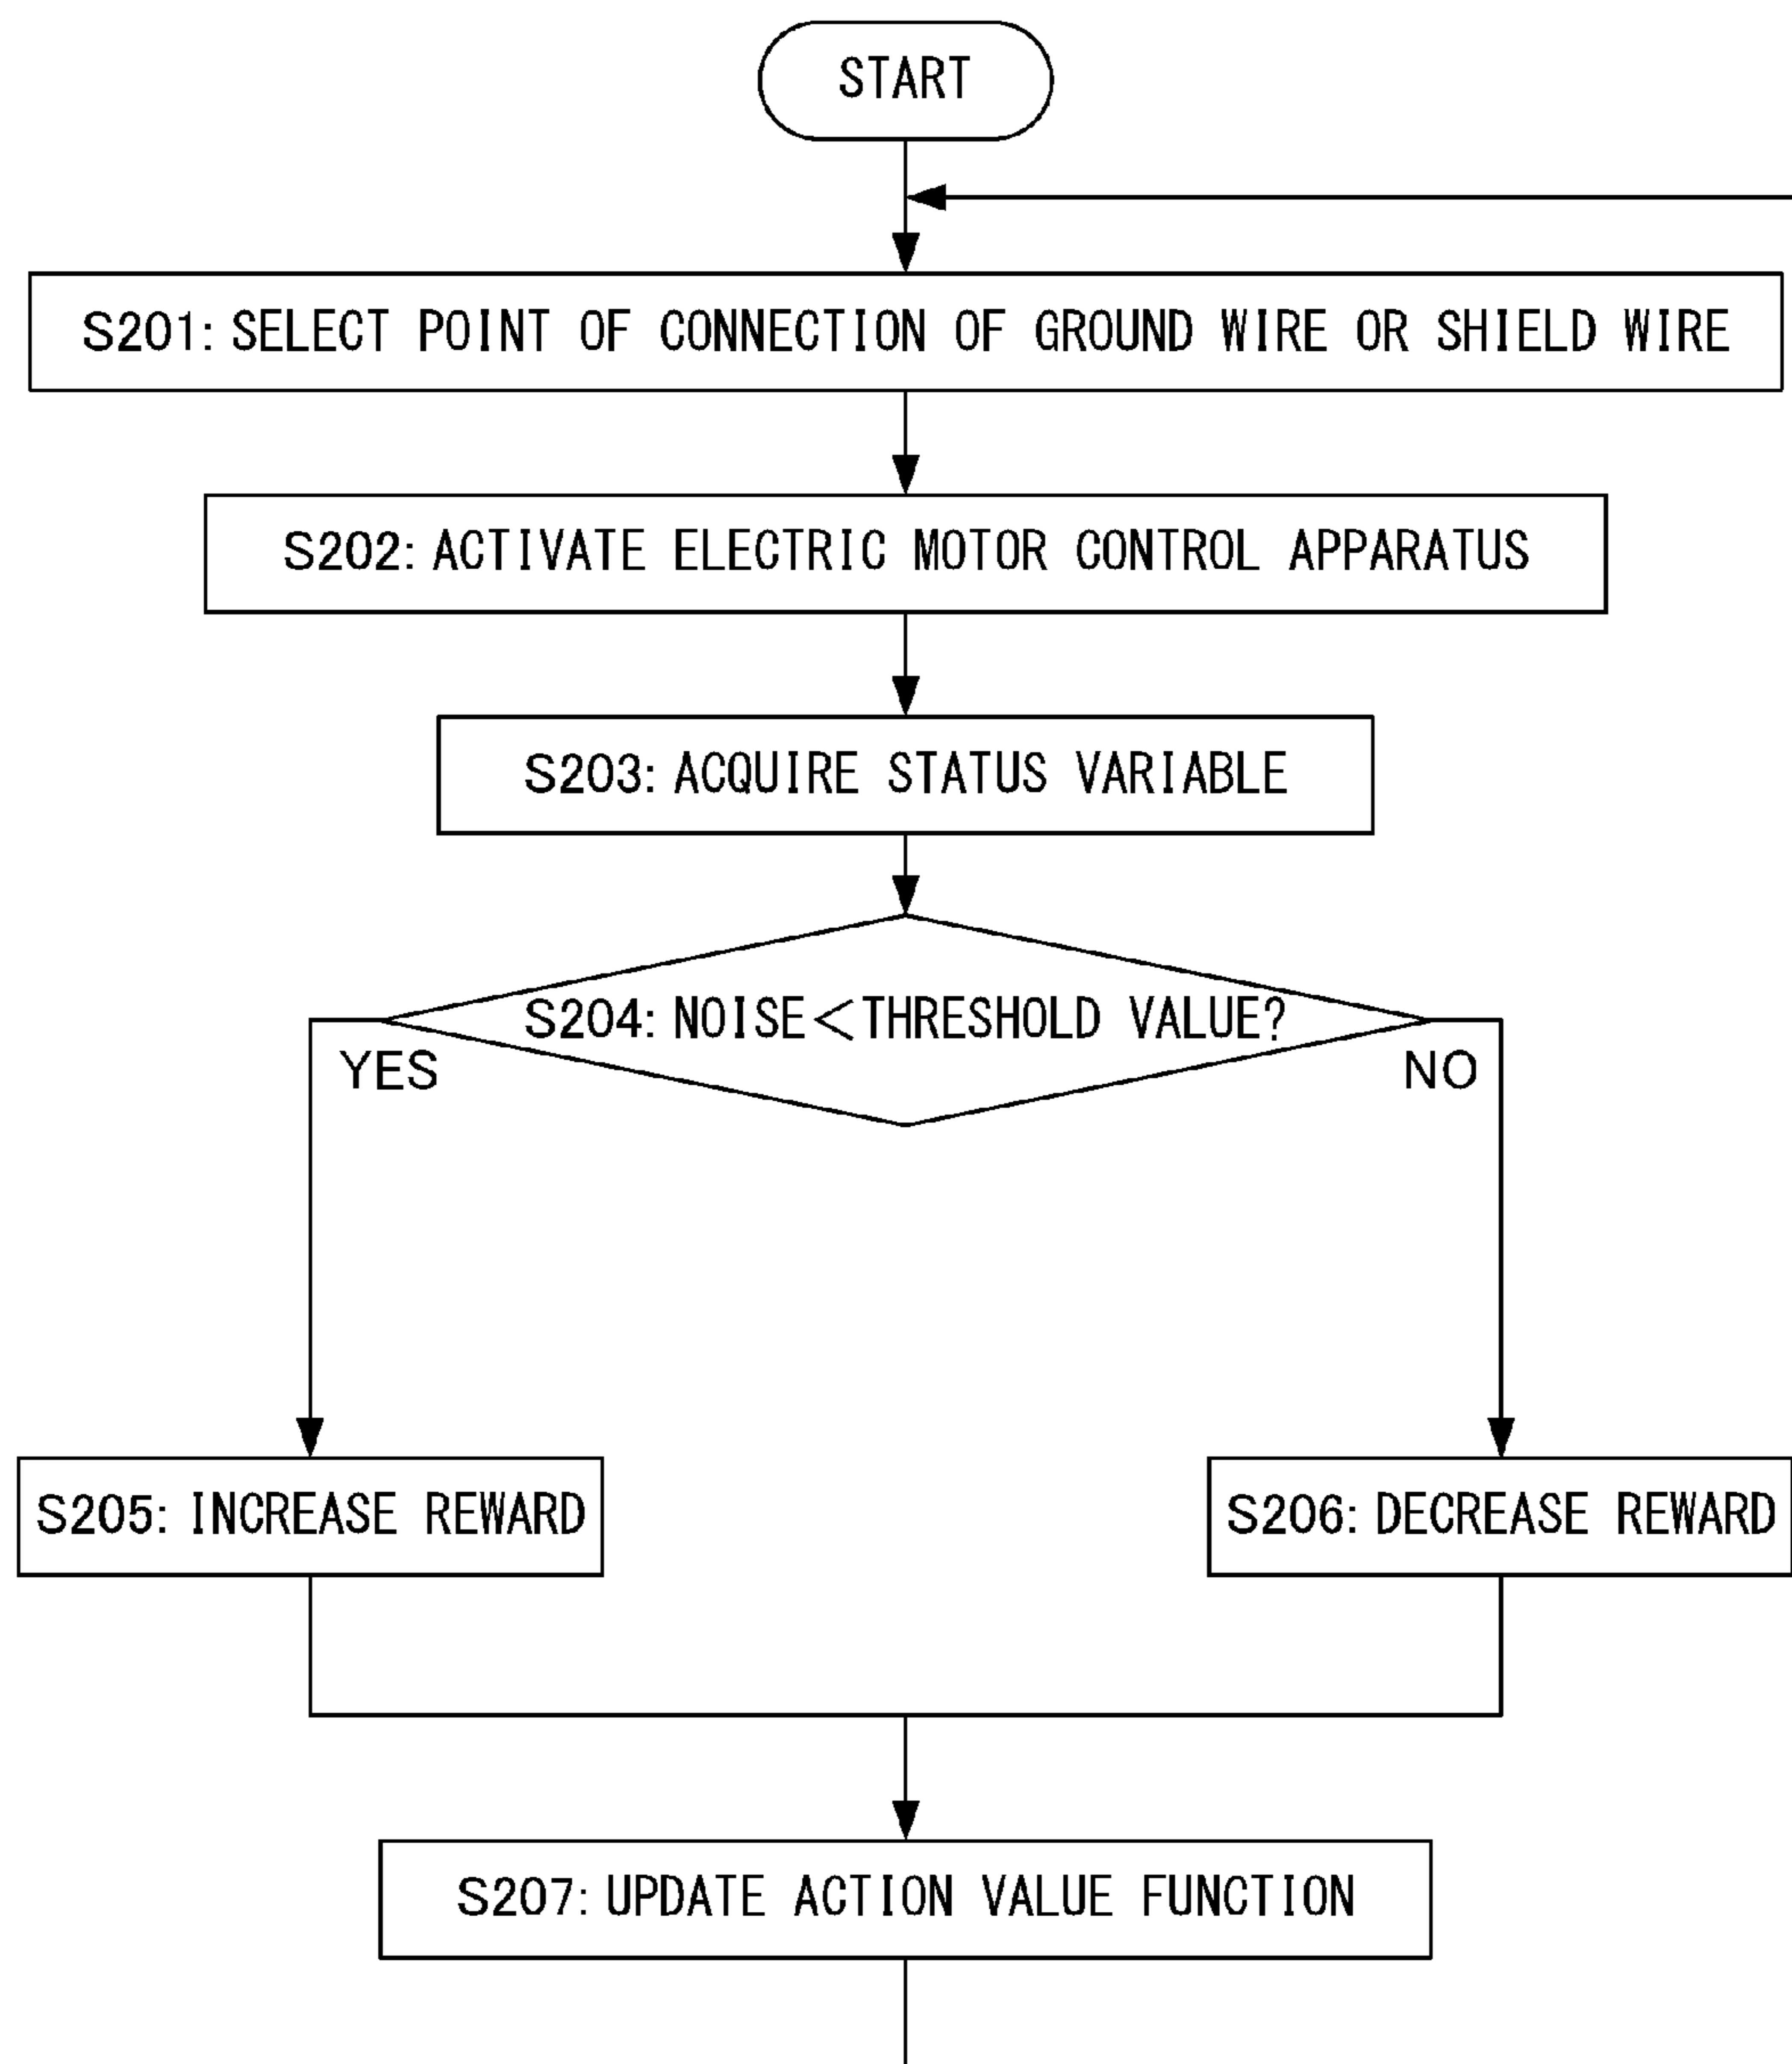 START
S201: SELECT POINT OF CONNECTION OF GROUND WIRE OR SHIELD WIRE
S202: ACTIVATE ELECTRIC MOTOR CONTROL APPARATUS
S203: ACQUIRE STATUS VARIABLE
S204: NOISE<THRESHOLD VALUE?
YES
NO
S205: INCREASE REWARD
S206: DECREASE REWARD
S207: UPDATE ACTION VALUE FUNCTION